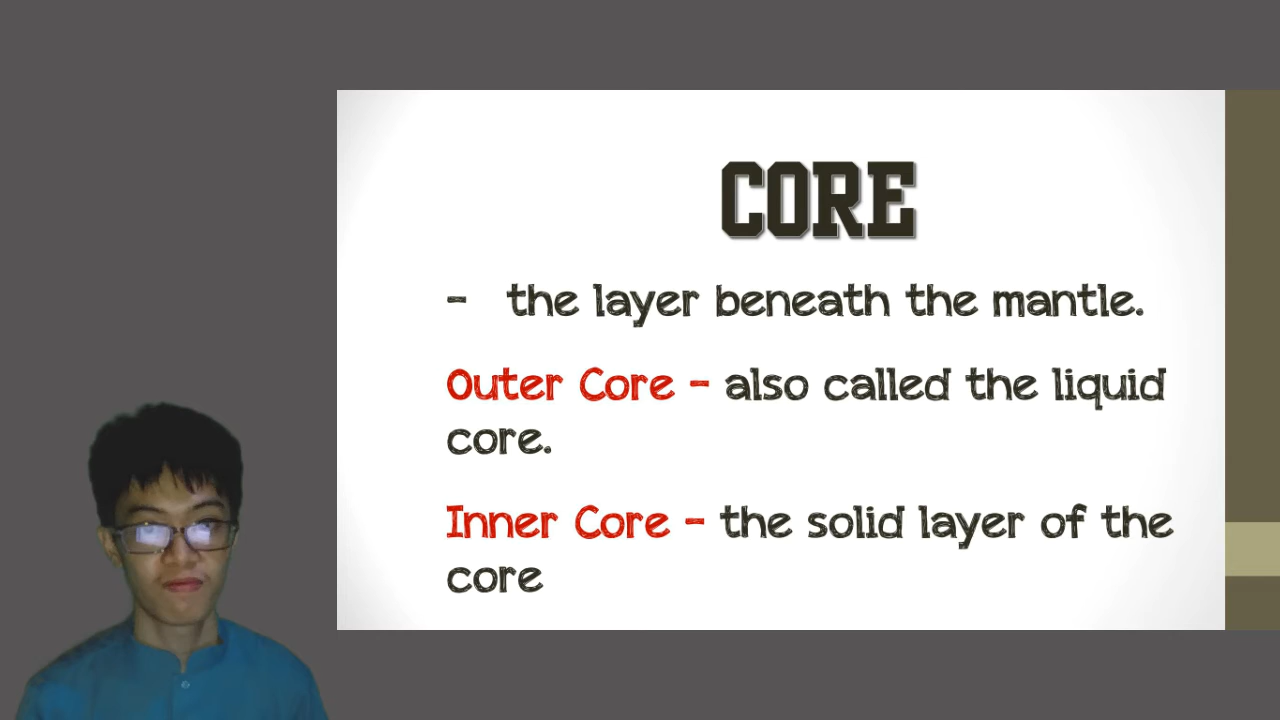 CORE
- the layer beneath the mantle.
Outer Core - also called the liquid
core.
Inner Core - the solid layer of the
core